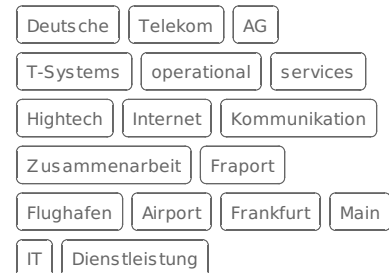 Deutsche Telekom AG
T-Systems operational services
Hightech Internet Kommunikation
Zusammenarbeit Fraport
Flughafen Airport Frankfurt Main
IT Dienstleistung